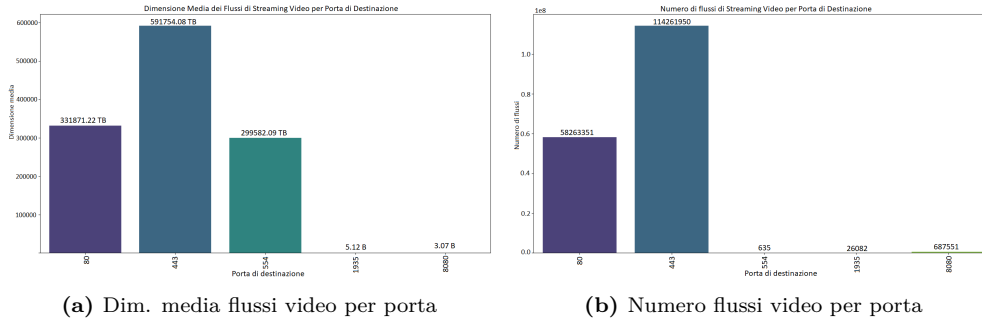 Dimensione Media dei Flussi di Streaming Video per Porta di Destinazione
600000
500000
400000
300000
200000
100000
Dimensione media
331871.22 TB
591754.08 TB
299582.09 TB
5.12 B
3.07 B
80
443
554
1935
8080
Porta di destinazione
(a) Dim. media flussi video per porta
Numero di flussi di Streaming Video per Porta di Destinazione
1e8
1.0
0.8
0.6
0.4
0.2
0.0
Numero di flussi
58263351
114261950
635
26082
687551
80
443
554
1935
8080
Porta di destinazione
(b) Numero flussi video per porta